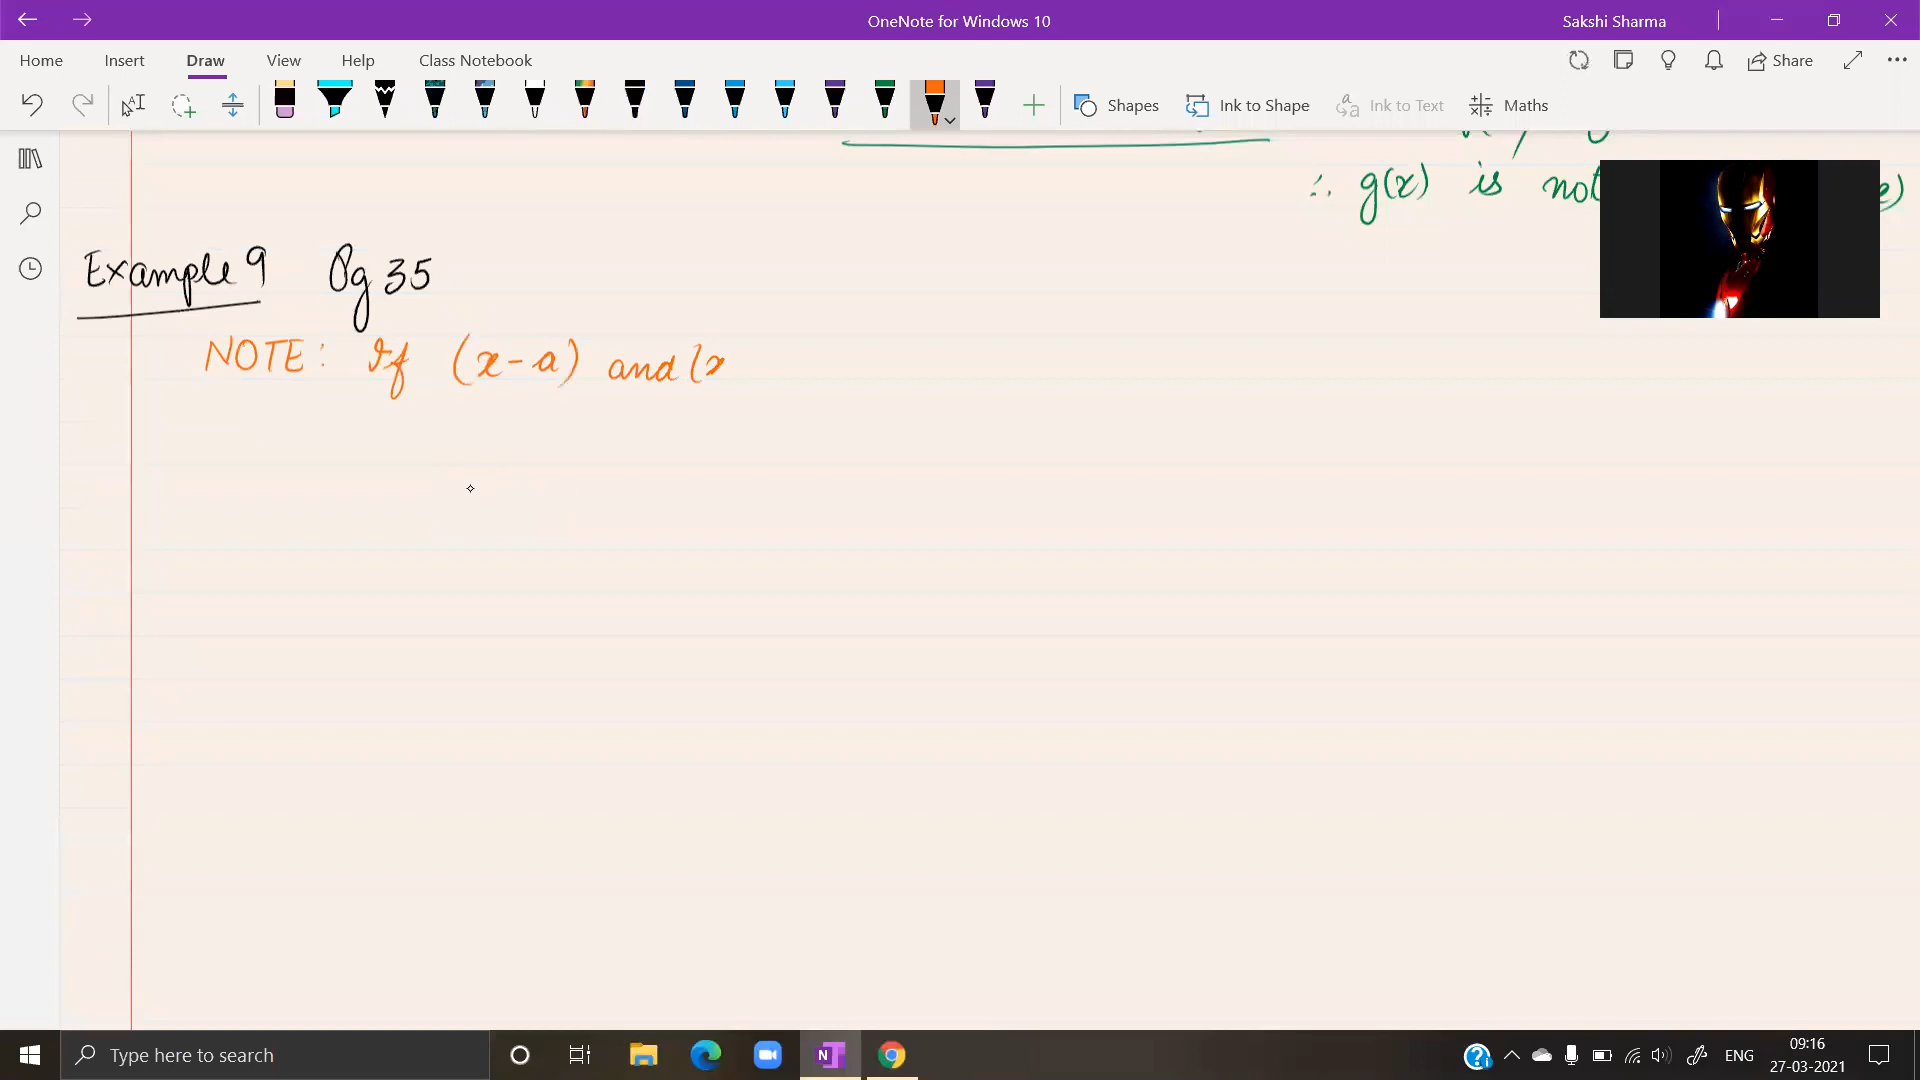 OneNote for Windows 10
Sakshi Sharma
Home Insert Draw View Help Class Notebook
Share
Shapes Ink to Shape Ink to Text Maths
∴ g(x) is not
Example 9 Pg 35
NOTE: If (x-a) and (x
Type here to search
ENG
09:16
27-03-2021